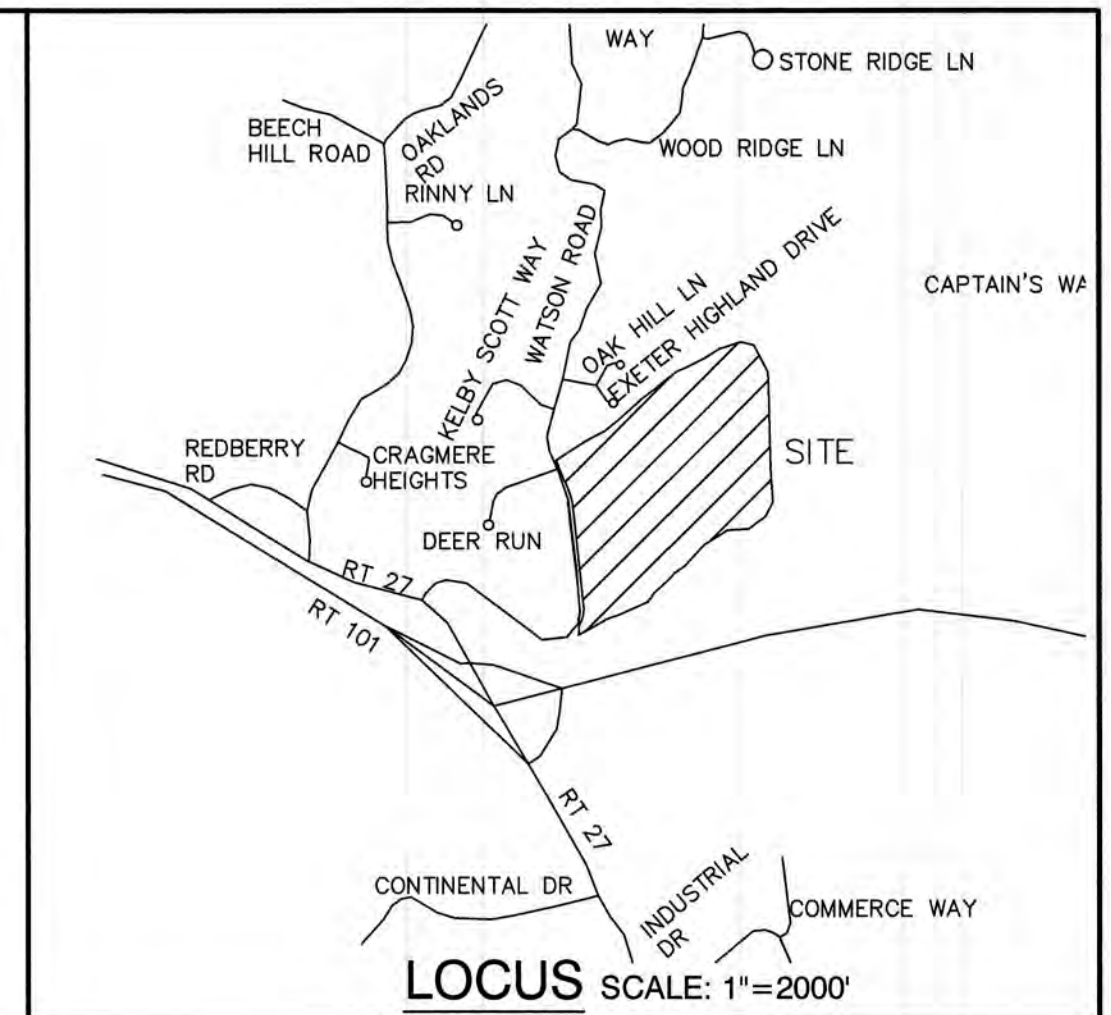 WAY
STONE RIDGE LN
BEECH
HILL ROAD
OAKLANDS
RD
WOOD RIDGE LN
RINNY LN
KELBY SCOTT WAY
WATSON ROAD
OAK HILL LN
EXETER HIGHLAND DRIVE
CAPTAIN'S WA
REDBERRY
RD
CRAGMERE
HEIGHTS
SITE
DEER RUN
RT 27
RT 101
RT 27
CONTINENTAL DR
INDUSTRIAL
DR
COMMERCE WAY
LOCUS SCALE: 1"=2000'